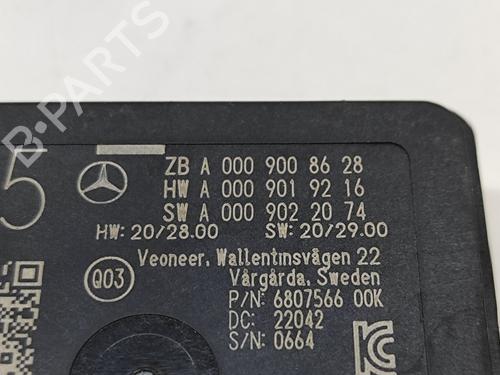 B-PARTS
5
ZB A 000 900 86 28
HW A 000 901 92 16
SW A 000 902 20 74
HW: 20/28.00 SW: 20/29.00
Q03
Veoneer, Wallentinsvägen 22
Vårgårda, Sweden
P/N: 6807566 00K
DC: 22042
S/N: 0664